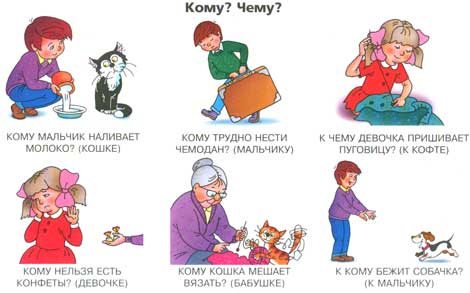 Кому? Чему?
КОМУ МАЛЬЧИК НАЛИВАЕТ
МОЛОКО? (КОШКЕ)
КОМУ ТРУДНО НЕСТИ
ЧЕМОДАН? (МАЛЬЧИКУ)
К ЧЕМУ ДЕВОЧКА ПРИШИВАЕТ
ПУГОВИЦУ? (К КОФТЕ)
КОМУ НЕЛЬЗЯ ЕСТЬ
КОНФЕТЫ? (ДЕВОЧКЕ)
КОМУ КОШКА МЕШАЕТ
ВЯЗАТЬ? (БАБУШКЕ)
К КОМУ БЕЖИТ СОБАЧКА?
(К МАЛЬЧИКУ)